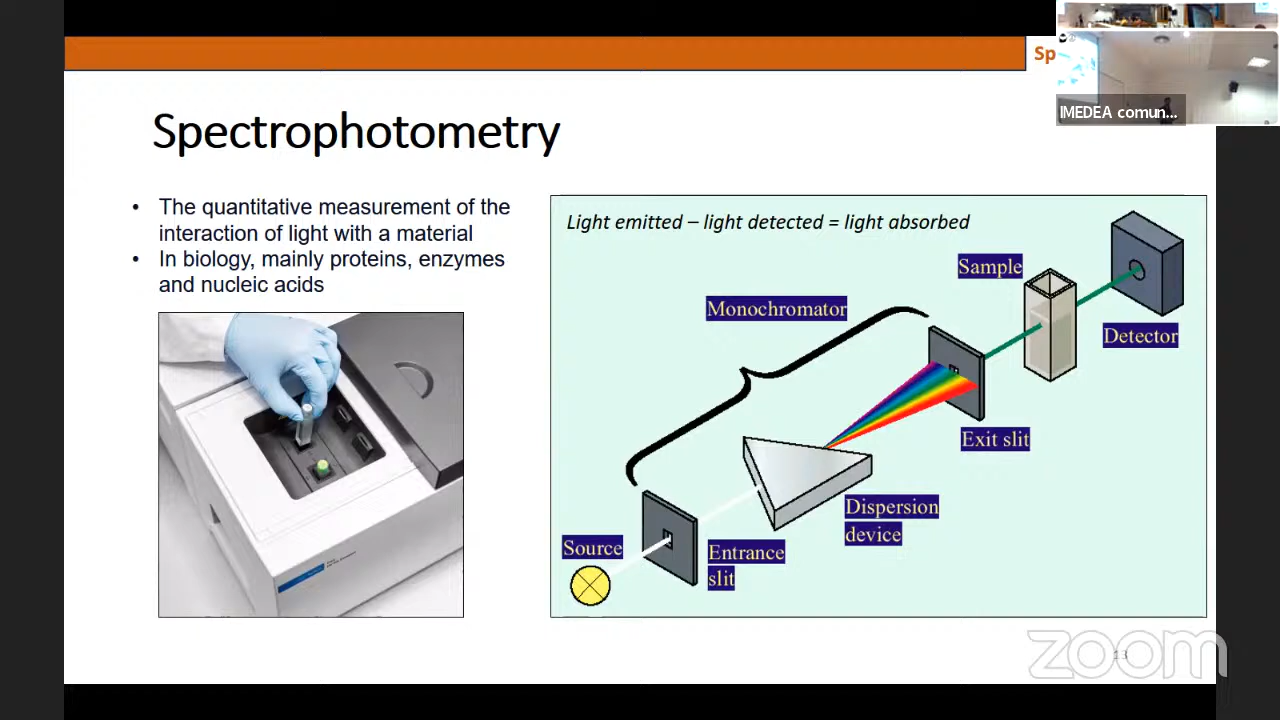 Sp
IMEDEA comun...
Spectrophotometry
• The quantitative measurement of the
interaction of light with a material
• In biology, mainly proteins, enzymes
and nucleic acids
Light emitted – light detected = light absorbed
Sample
Monochromator
Detector
Exit slit
Dispersion
device
Source
Entrance
slit
zoom
13